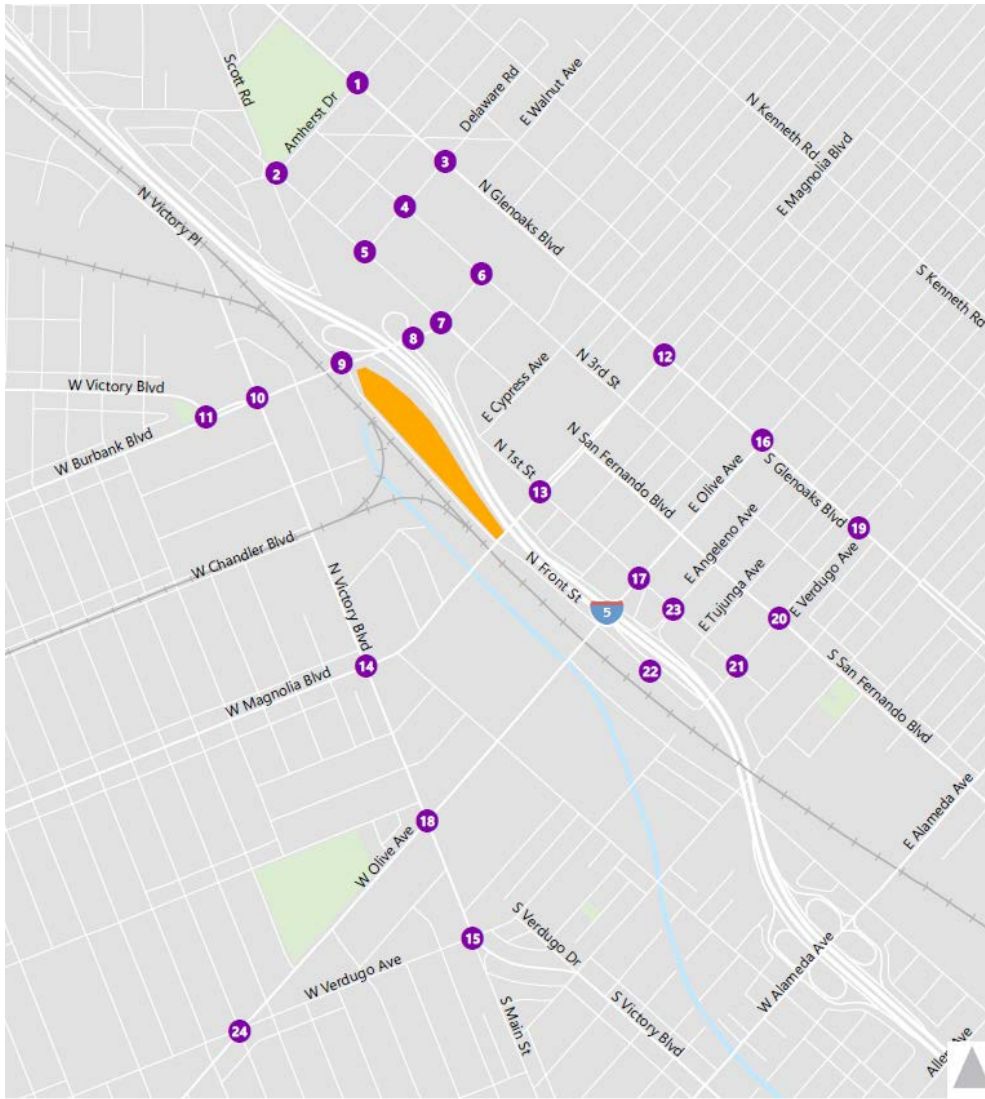 Scott Rd
1
Amherst Dr
Delaware Rd
E Walnut Ave
N Kenneth Rd
E Magnolia Blvd
2
3
N Victory Pl
4
N Glenoaks Blvd
5
6
S Kenneth Rd
7
8
9
12
N 3rd St
E Cypress Ave
W Victory Blvd
10
11
W Burbank Blvd
N 1st St
N San Fernando Blvd
16
E Olive Ave
S Glenoaks Blvd
13
19
E Angeleno Ave
W Chandler Blvd
N Front St
17
E Verdugo Ave
5
23
E Tujunga Ave
20
N Victory Blvd
14
22
21
W Magnolia Blvd
S San Fernando Blvd
18
E Alameda Ave
W Olive Ave
15
S Verdugo Dr
W Verdugo Ave
W Alameda Ave
S Main St
S Victory Blvd
24